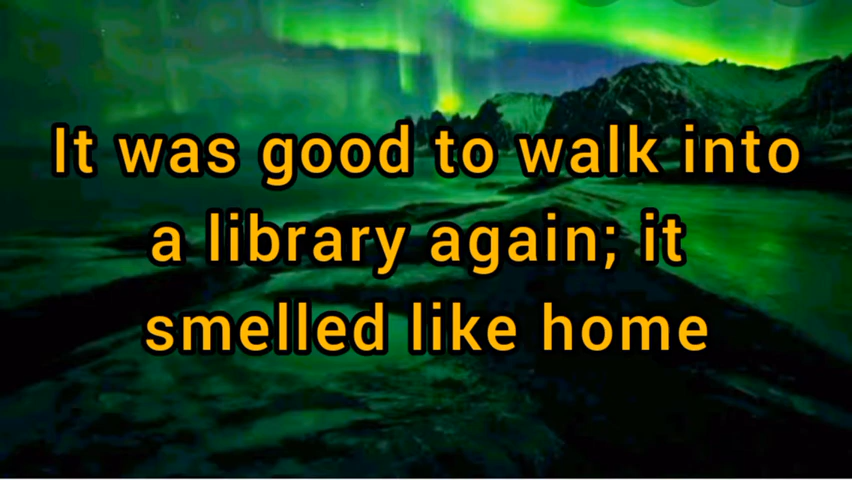 It was good to walk into
a library again; it
smelled like home